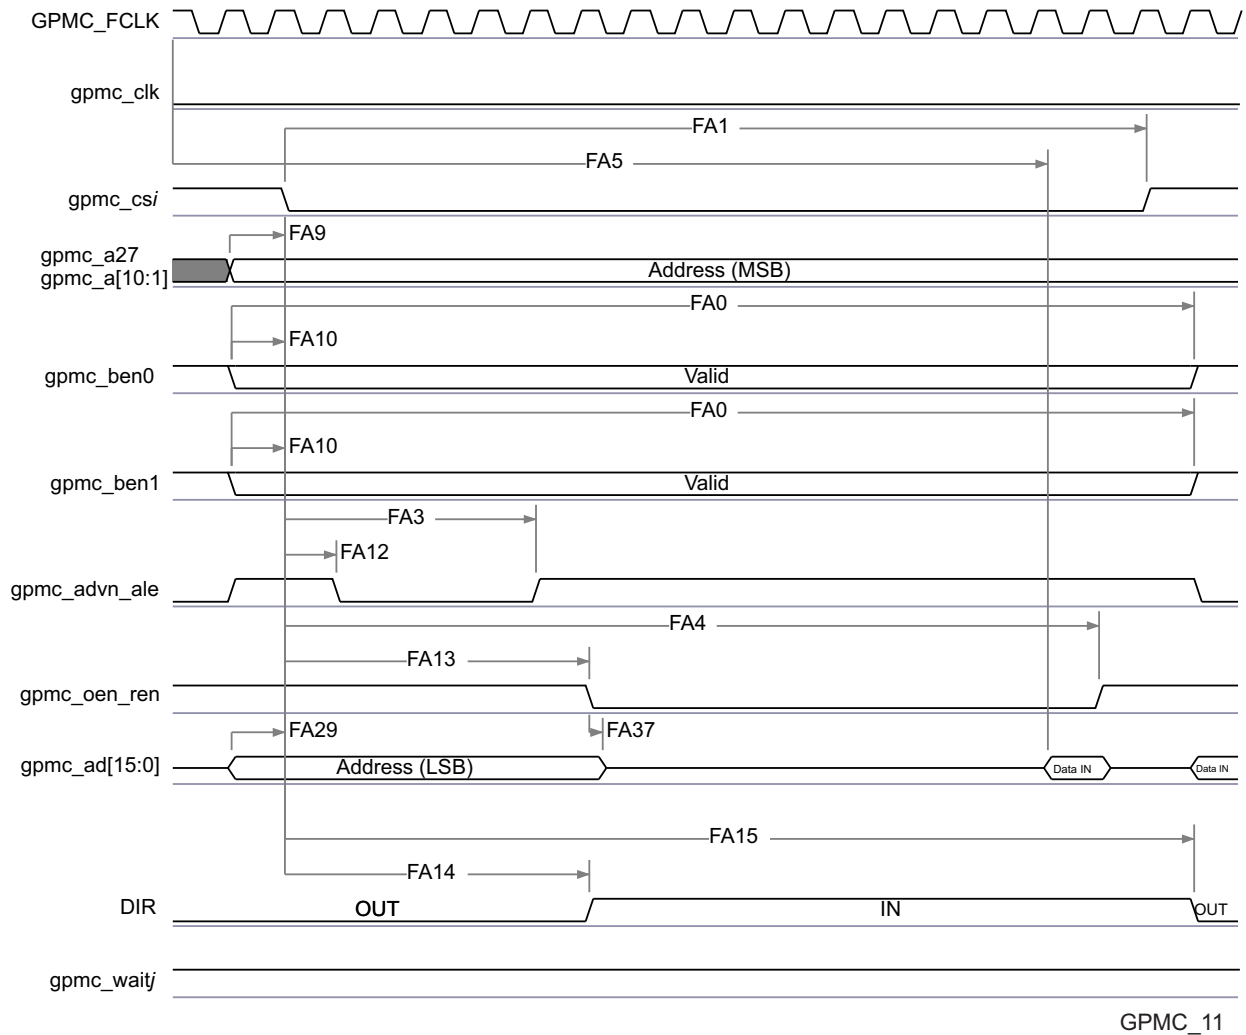 GPMC_FCLK
gpmc_clk
FA1
FA5
gpmc_csi
FA9
gpmc_a27
gpmc_a[10:1]
Address (MSB)
FA0
FA10
gpmc_ben0
Valid
FA0
FA10
gpmc_ben1
Valid
FA3
FA12
gpmc_advn_ale
FA4
FA13
gpmc_oen_ren
FA29
FA37
gpmc_ad[15:0]
Address (LSB)
Data IN
Data IN
FA15
FA14
DIR
OUT
IN
OUT
gpmc_waitj
GPMC_11